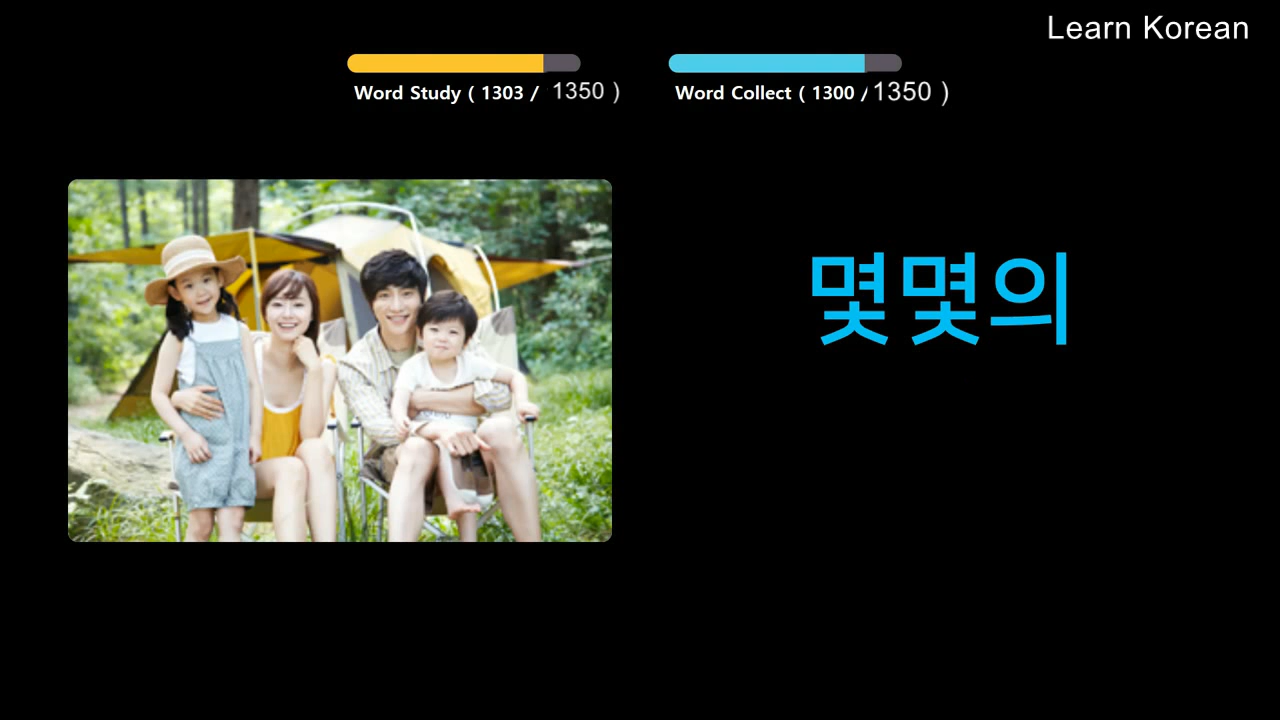 Learn Korean
Word Study ( 1303 / 1350 )
Word Collect ( 1300 / 1350 )
몇몇의